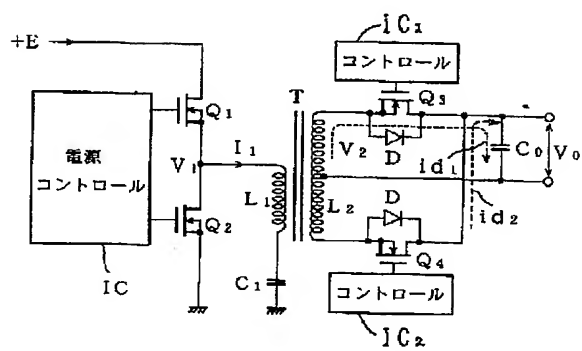 iC₁
+E
コントロール
Q₁
T
Q₃
電源
コントロール
V₁
I₁
V₂
D
id₁
C₀
V₀
L₁
L₂
D
id₂
Q₂
Q₄
IC
C₁
コントロール
iC₂